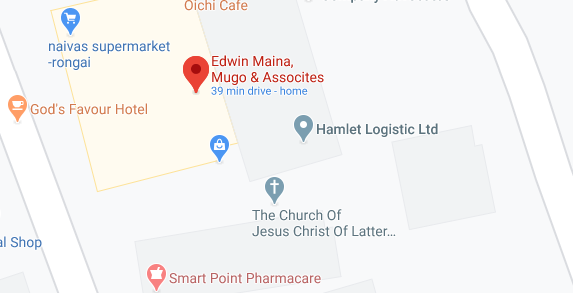 Oichi Cafe
naivas supermarket
-rongai
Edwin Maina,
Mugo & Assocites
39 min drive - home
God's Favour Hotel
Hamlet Logistic Ltd
The Church Of
Jesus Christ Of Latter...
al Shop
Smart Point Pharmacare